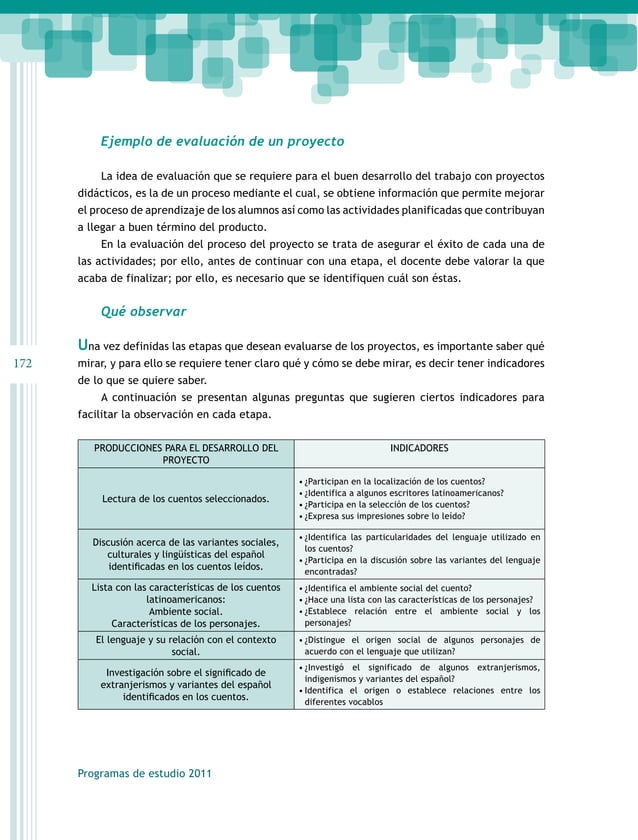 Ejemplo de evaluación de un proyecto
La idea de evaluación que se requiere para el buen desarrollo del trabajo con proyectos
didácticos, es la de un proceso mediante el cual, se obtiene información que permite mejorar
el proceso de aprendizaje de los alumnos así como las actividades planificadas que contribuyan
a llegar a buen término del producto.
En la evaluación del proceso del proyecto se trata de asegurar el éxito de cada una de
las actividades; por ello, antes de continuar con una etapa, el docente debe valorar la que
acaba de finalizar; por ello, es necesario que se identifiquen cuál son éstas.
Qué observar
Una vez definidas las etapas que desean evaluarse de los proyectos, es importante saber qué
172
mirar, y para ello se requiere tener claro qué y cómo se debe mirar, es decir tener indicadores
de lo que se quiere saber.
A continuación se presentan algunas preguntas que sugieren ciertos indicadores para
facilitar la observación en cada etapa.
PRODUCCIONES PARA EL DESARROLLO DEL
PROYECTO
INDICADORES
Lectura de los cuentos seleccionados.
• ¿Participan en la localización de los cuentos?
• ¿Identifica a algunos escritores latinoamericanos?
• ¿Participa en la selección de los cuentos?
• ¿Expresa sus impresiones sobre lo leído?
Discusión acerca de las variantes sociales,
culturales y lingüísticas del español
identificadas en los cuentos leídos.
• ¿Identifica las particularidades del lenguaje utilizado en
los cuentos?
• ¿Participa en la discusión sobre las variantes del lenguaje
encontradas?
Lista con las características de los cuentos
latinoamericanos:
Ambiente social.
Características de los personajes.
• ¿Identifica el ambiente social del cuento?
• ¿Hace una lista con las características de los personajes?
• ¿Establece relación entre el ambiente social y los
personajes?
El lenguaje y su relación con el contexto
social.
• ¿Distingue el origen social de algunos personajes de
acuerdo con el lenguaje que utilizan?
Investigación sobre el significado de
extranjerismos y variantes del español
identificados en los cuentos.
• ¿Investigó el significado de algunos extranjerismos,
indigenismos y variantes del español?
• Identifica el origen o establece relaciones entre los
diferentes vocablos
Programas de estudio 2011